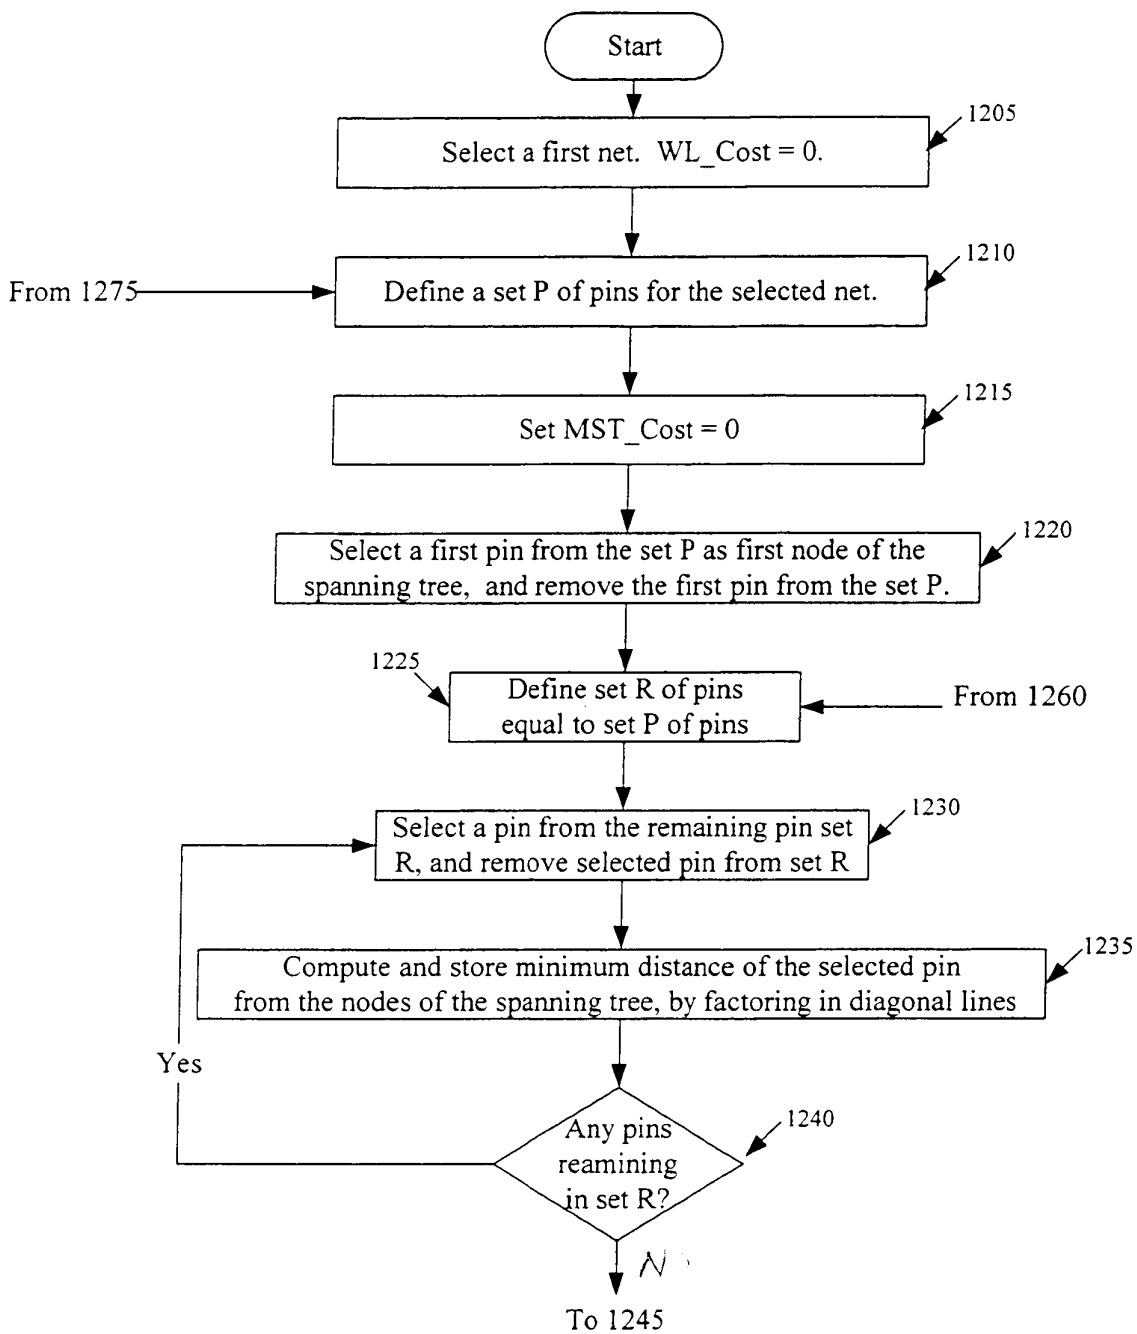 Start
1205
Select a first net. WL_Cost = 0.
1210
From 1275
Define a set P of pins for the selected net.
1215
Set MST_Cost = 0
1220
Select a first pin from the set P as first node of the
spanning tree, and remove the first pin from the set P.
1225
Define set R of pins
equal to set P of pins
From 1260
1230
Select a pin from the remaining pin set
R, and remove selected pin from set R
1235
Compute and store minimum distance of the selected pin
from the nodes of the spanning tree, by factoring in diagonal lines
Yes
1240
Any pins
reamining
in set R?
To 1245